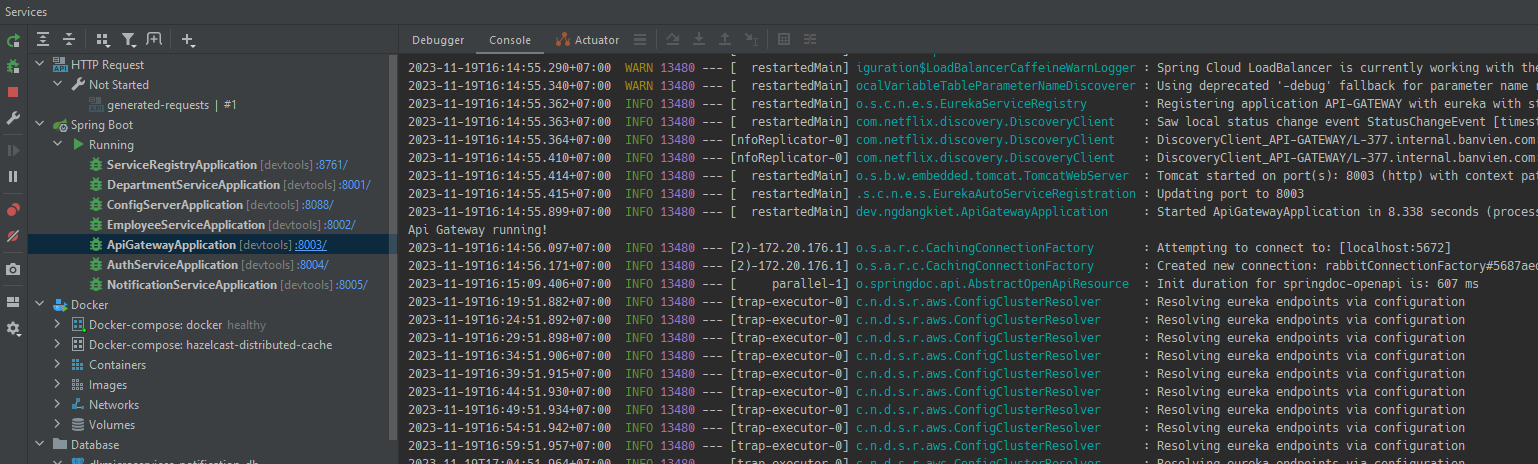 Services
Debugger Console Actuator
HTTP Request
Not Started
generated-requests | #1
Spring Boot
Running
ServiceRegistryApplication [devtools] :8761/
DepartmentServiceApplication [devtools] :8001/
ConfigServerApplication [devtools] :8088/
EmployeeServiceApplication [devtools] :8002/
ApiGatewayApplication [devtools] :8003/
AuthServiceApplication [devtools] :8004/
NotificationServiceApplication [devtools] :8005/
Docker
Docker-compose: docker healthy
Docker-compose: hazelcast-distributed-cache
Containers
Images
Networks
Volumes
Database
2023-11-19T16:14:55.290+07:00 WARN 13480 --- [ restartedMain] iguration$LoadBalancerCaffeineWarnLogger : Spring Cloud LoadBalancer is currently working with the
2023-11-19T16:14:55.340+07:00 WARN 13480 --- [ restartedMain] ocalVariableTableParameterNameDiscoverer : Using deprecated '-debug' fallback for parameter name
2023-11-19T16:14:55.362+07:00 INFO 13480 --- [ restartedMain] o.s.c.n.e.s.EurekaServiceRegistry : Registering application API-GATEWAY with eureka with
2023-11-19T16:14:55.363+07:00 INFO 13480 --- [ restartedMain] com.netflix.discovery.DiscoveryClient : Saw local status change event StatusChangeEvent [timest
2023-11-19T16:14:55.364+07:00 INFO 13480 --- [nfoReplicator-0] com.netflix.discovery.DiscoveryClient : DiscoveryClient_API-GATEWAY/L-377.internal.banvien.com
2023-11-19T16:14:55.410+07:00 INFO 13480 --- [nfoReplicator-0] com.netflix.discovery.DiscoveryClient : DiscoveryClient_API-GATEWAY/L-377.internal.banvien.com
2023-11-19T16:14:55.414+07:00 INFO 13480 --- [ restartedMain] o.s.b.w.embedded.tomcat.TomcatWebServer : Tomcat started on port(s): 8003 (http) with context pat
2023-11-19T16:14:55.415+07:00 INFO 13480 --- [ restartedMain] .s.c.n.e.s.EurekaAutoServiceRegistration : Updating port to 8003
2023-11-19T16:14:55.899+07:00 INFO 13480 --- [ restartedMain] dev.ngdangkiet.ApiGatewayApplication : Started ApiGatewayApplication in 8.338 seconds (process
Api Gateway running!
2023-11-19T16:14:56.097+07:00 INFO 13480 --- [2)-172.20.176.1] o.s.a.r.c.CachingConnectionFactory : Attempting to connect to: [localhost:5672]
2023-11-19T16:14:56.171+07:00 INFO 13480 --- [2)-172.20.176.1] o.s.a.r.c.CachingConnectionFactory : Created new connection: rabbitConnectionFactory#5687aed
2023-11-19T16:15:09.406+07:00 INFO 13480 --- [ parallel-1] o.springdoc.api.AbstractOpenApiResource : Init duration for springdoc-openapi is: 607 ms
2023-11-19T16:19:51.882+07:00 INFO 13480 --- [trap-executor-0] c.n.d.s.r.aws.ConfigClusterResolver : Resolving eureka endpoints via configuration
2023-11-19T16:24:51.892+07:00 INFO 13480 --- [trap-executor-0] c.n.d.s.r.aws.ConfigClusterResolver : Resolving eureka endpoints via configuration
2023-11-19T16:29:51.898+07:00 INFO 13480 --- [trap-executor-0] c.n.d.s.r.aws.ConfigClusterResolver : Resolving eureka endpoints via configuration
2023-11-19T16:34:51.906+07:00 INFO 13480 --- [trap-executor-0] c.n.d.s.r.aws.ConfigClusterResolver : Resolving eureka endpoints via configuration
2023-11-19T16:39:51.915+07:00 INFO 13480 --- [trap-executor-0] c.n.d.s.r.aws.ConfigClusterResolver : Resolving eureka endpoints via configuration
2023-11-19T16:44:51.930+07:00 INFO 13480 --- [trap-executor-0] c.n.d.s.r.aws.ConfigClusterResolver : Resolving eureka endpoints via configuration
2023-11-19T16:49:51.934+07:00 INFO 13480 --- [trap-executor-0] c.n.d.s.r.aws.ConfigClusterResolver : Resolving eureka endpoints via configuration
2023-11-19T16:54:51.942+07:00 INFO 13480 --- [trap-executor-0] c.n.d.s.r.aws.ConfigClusterResolver : Resolving eureka endpoints via configuration
2023-11-19T16:59:51.957+07:00 INFO 13480 --- [trap-executor-0] c.n.d.s.r.aws.ConfigClusterResolver : Resolving eureka endpoints via configuration
2023-11-19T17:04:51.964+07:00 INFO 13480 --- [trap-executor-0] c.n.d.s.r.aws.ConfigClusterResolver : Resolving eureka endpoints via configuration